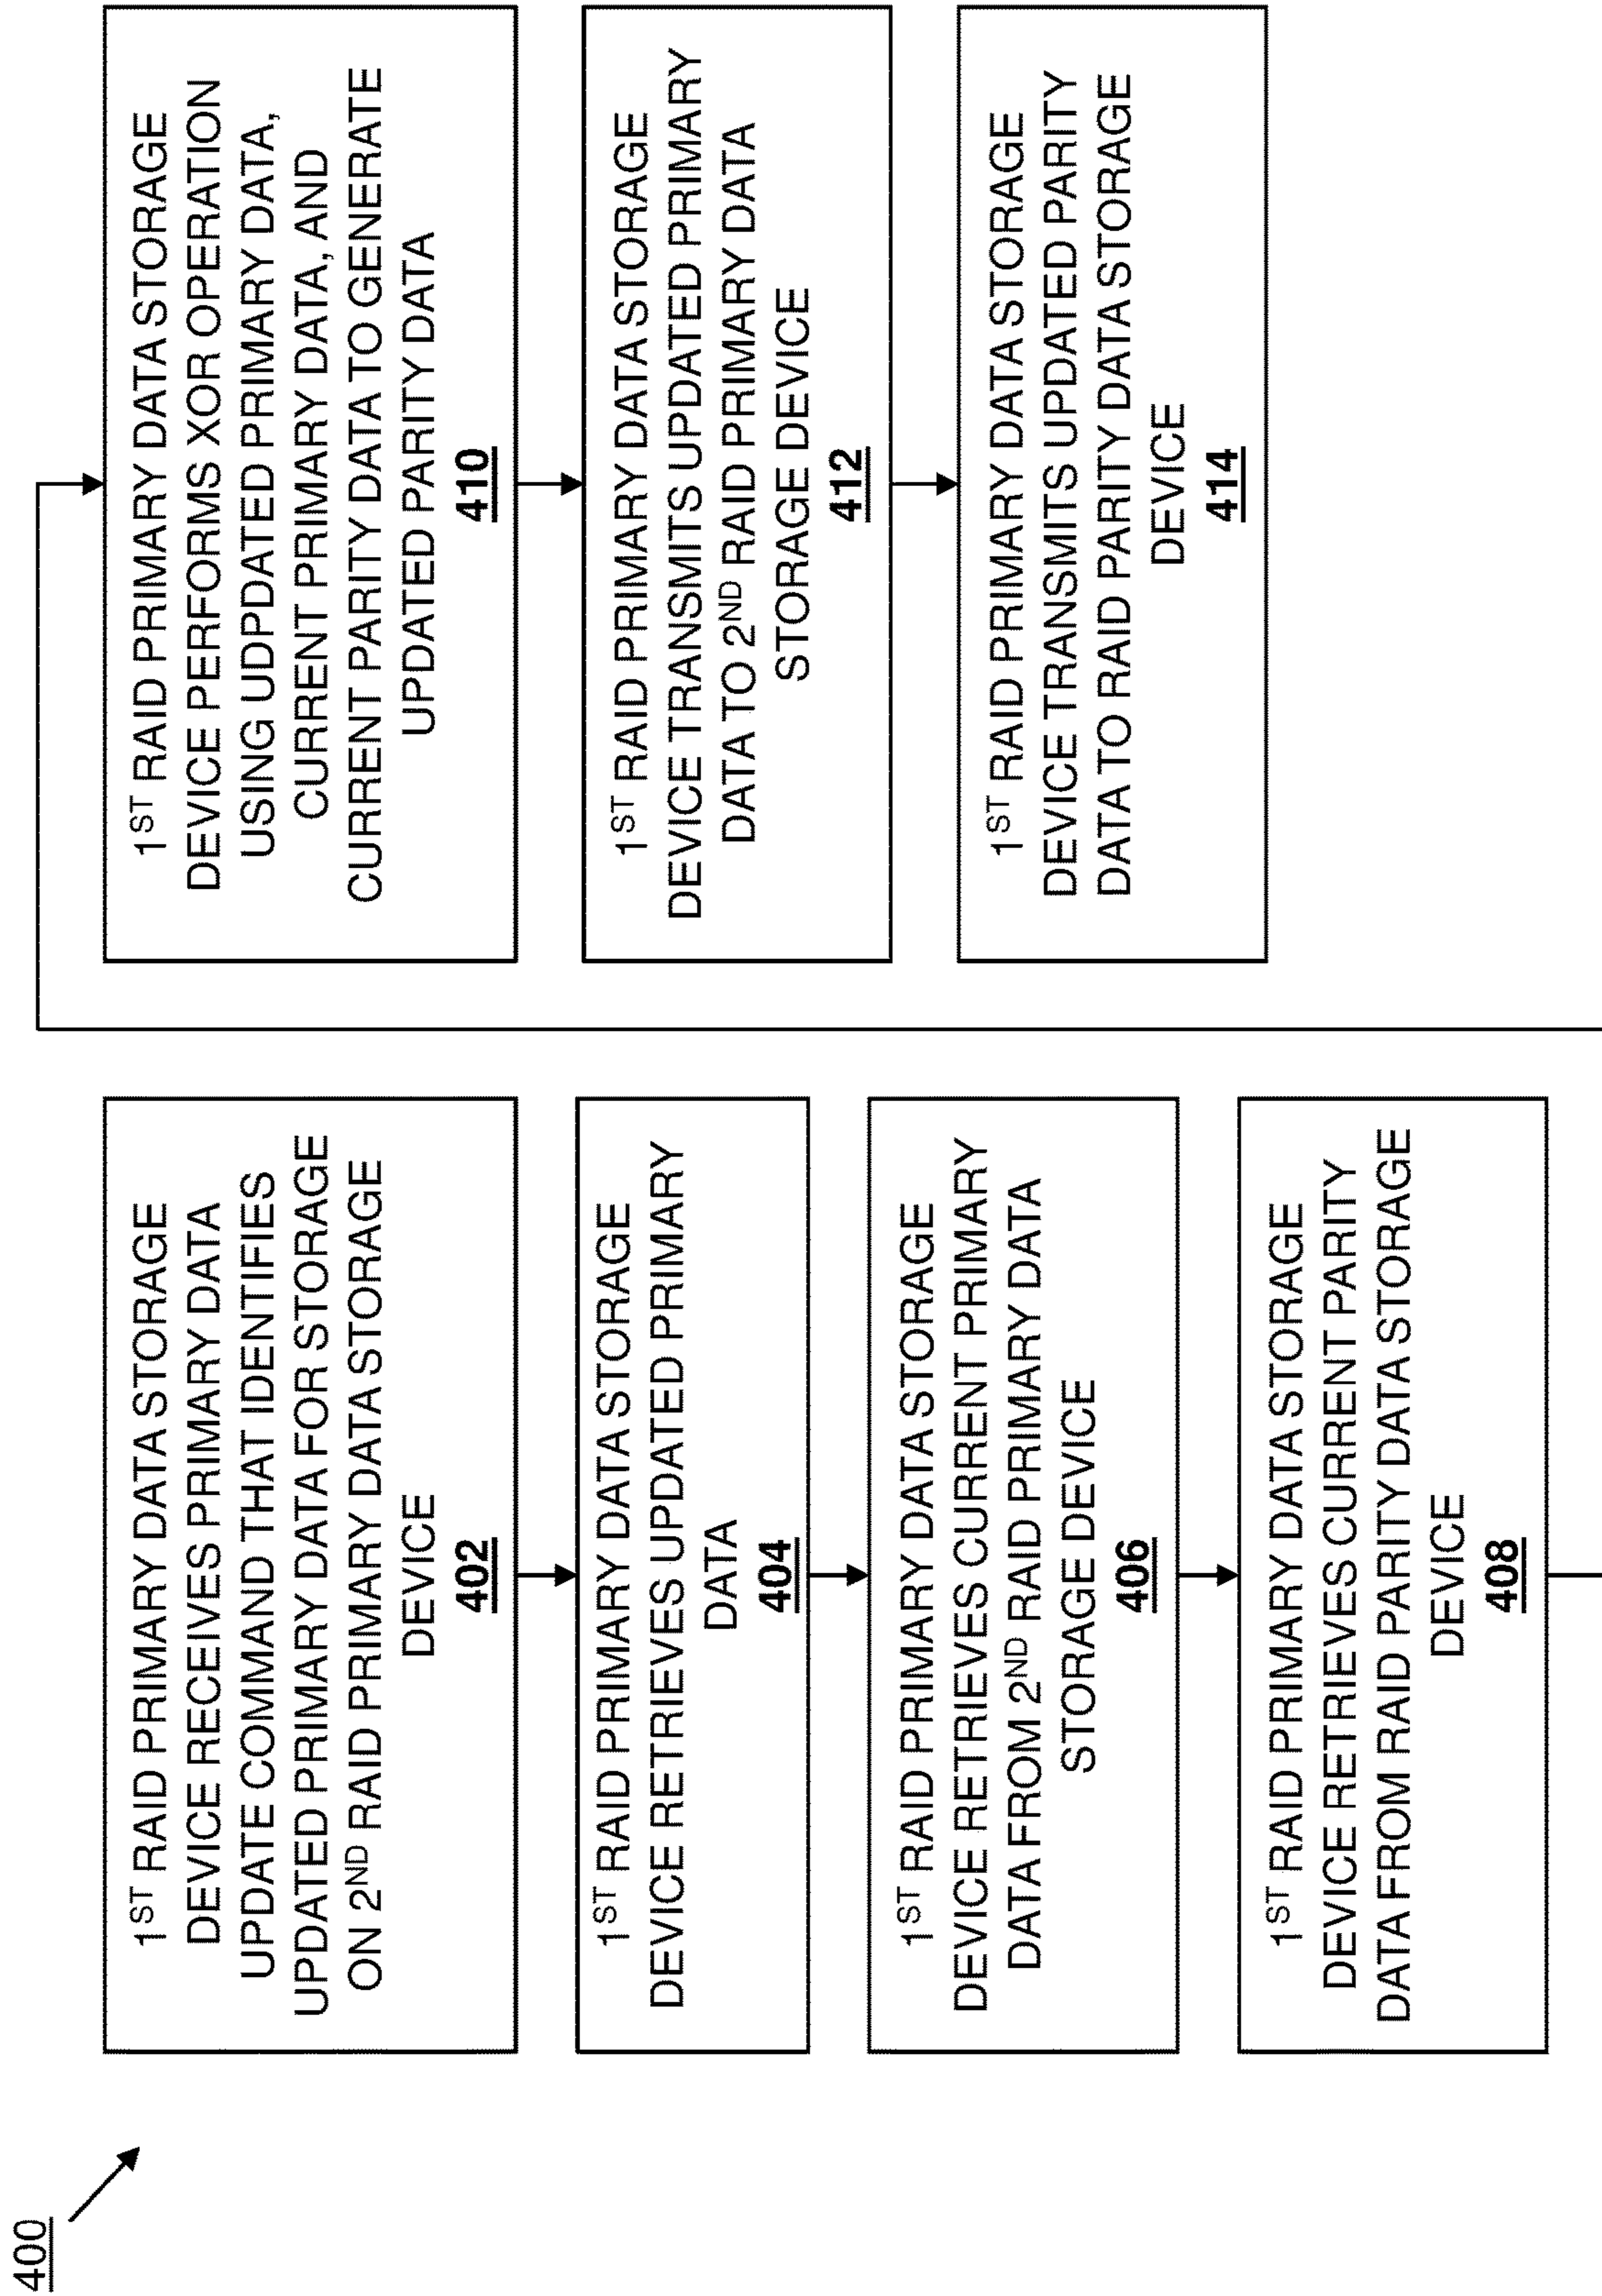 400
1ST RAID PRIMARY DATA STORAGE
DEVICE RECEIVES PRIMARY DATA
UPDATE COMMAND THAT IDENTIFIES
UPDATED PRIMARY DATA FOR STORAGE
ON 2ND RAID PRIMARY DATA STORAGE
DEVICE
402
1ST RAID PRIMARY DATA STORAGE
DEVICE RETRIEVES UPDATED PRIMARY
DATA
404
1ST RAID PRIMARY DATA STORAGE
DEVICE RETRIEVES CURRENT PRIMARY
DATA FROM 2ND RAID PRIMARY DATA
STORAGE DEVICE
406
1ST RAID PRIMARY DATA STORAGE
DEVICE RETRIEVES CURRENT PARITY
DATA FROM RAID PARITY DATA STORAGE
DEVICE
408
1ST RAID PRIMARY DATA STORAGE
DEVICE PERFORMS XOR OPERATION
USING UDPDATED PRIMARY DATA,
CURRENT PRIMARY DATA, AND
CURRENT PARITY DATA TO GENERATE
UPDATED PARITY DATA
410
1ST RAID PRIMARY DATA STORAGE
DEVICE TRANSMITS UPDATED PRIMARY
DATA TO 2ND RAID PRIMARY DATA
STORAGE DEVICE
412
1ST RAID PRIMARY DATA STORAGE
DEVICE TRANSMITS UPDATED PARITY
DATA TO RAID PARITY DATA STORAGE
DEVICE
414